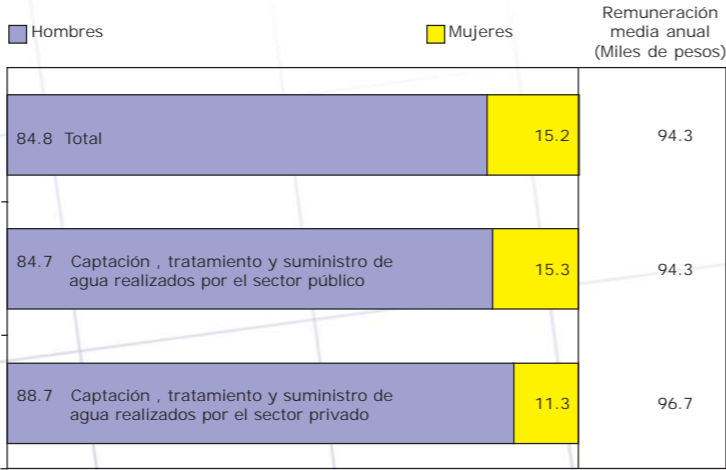 Hombres
Mujeres
Remuneración
media anual
(Miles de pesos)
84.8 Total
15.2
94.3
84.7 Captación , tratamiento y suministro de
agua realizados por el sector público
15.3
94.3
88.7 Captación , tratamiento y suministro de
agua realizados por el sector privado
11.3
96.7